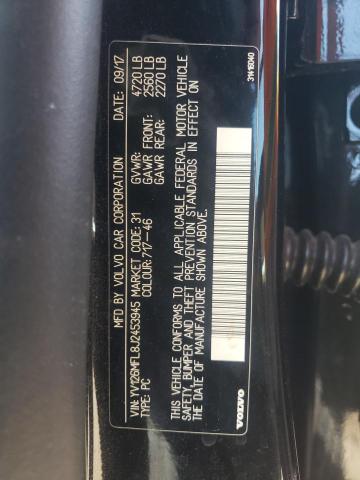 MFD BY: VOLVO CAR CORPORATION DATE: 09/17
GVWR: 4720 LB
GAWR FRONT: 2560 LB
GAWR REAR: 2270 LB
VIN: YV126MFL8J2453945 MARKET CODE: 31
TYPE: PC COLOUR: 717-46
THIS VEHICLE CONFORMS TO ALL APPLICABLE FEDERAL MOTOR VEHICLE
SAFETY, BUMPER AND THEFT PREVENTION STANDARDS IN EFFECT ON
THE DATE OF MANUFACTURE SHOWN ABOVE.
VOLVO
31416040